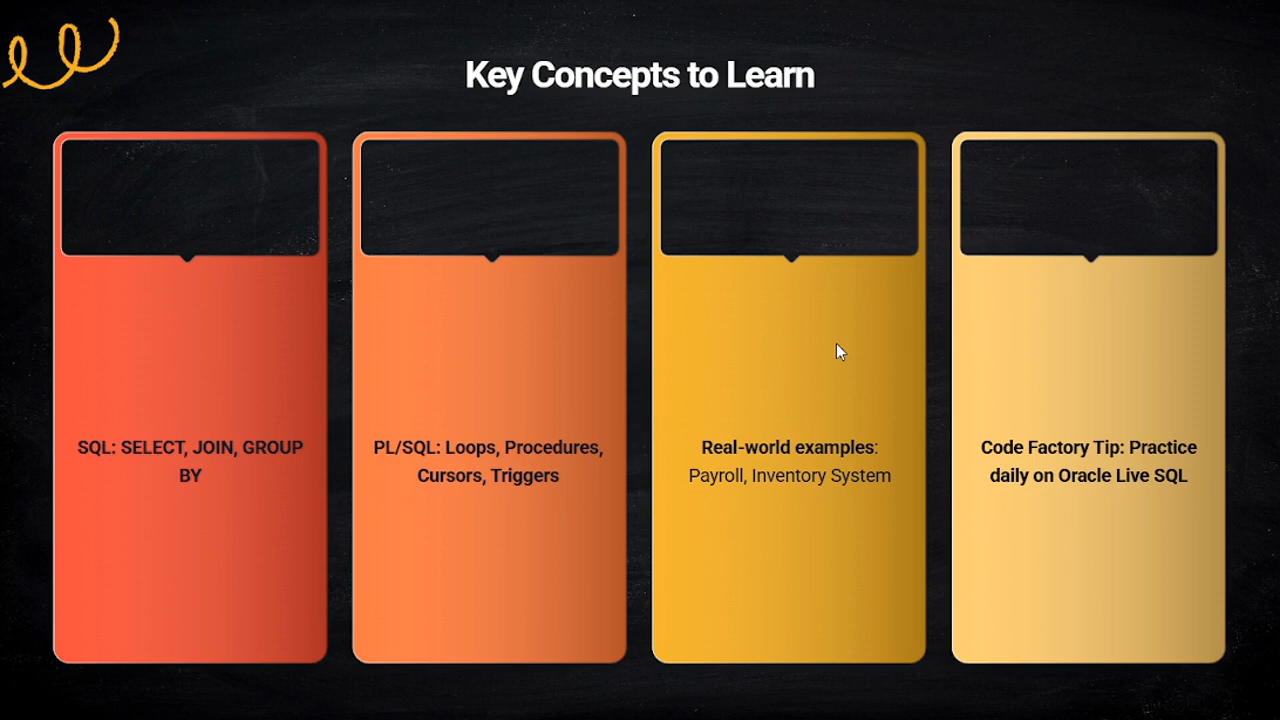 Key Concepts to Learn
SQL: SELECT, JOIN, GROUP
BY
PL/SQL: Loops, Procedures,
Cursors, Triggers
Real-world examples:
Payroll, Inventory System
Code Factory Tip: Practice
daily on Oracle Live SQL